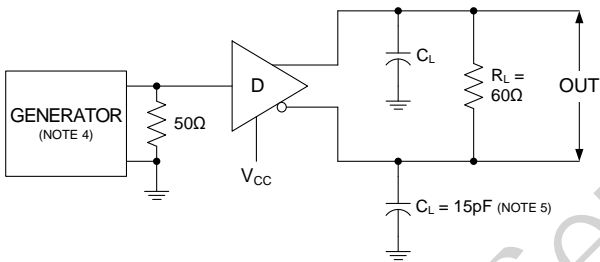 GENERATOR
(NOTE 4)
50Ω
D
VCC
CL
RL =
60Ω
OUT
CL = 15pF (NOTE 5)